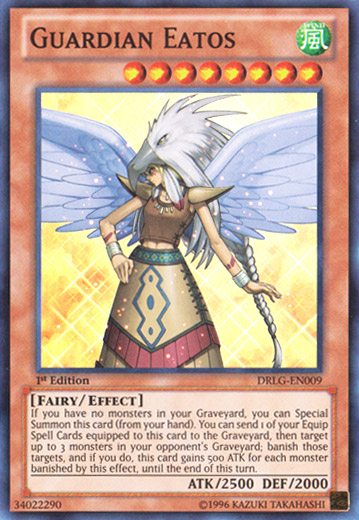 GUARDIAN EATOS
風
1st Edition
DRLG-EN009
[FAIRY/EFFECT]
If you have no monsters in your Graveyard, you can Special
Summon this card (from your hand). You can send 1 of your Equip
Spell Cards equipped to this card to the Graveyard, then target
up to 3 monsters in your opponent's Graveyard; banish those
targets, and if you do, this card gains 500 ATK for each monster
banished by this effect, until the end of this turn.
ATK/2500 DEF/2000
34022290
©1996 KAZUKI TAKAHASHI